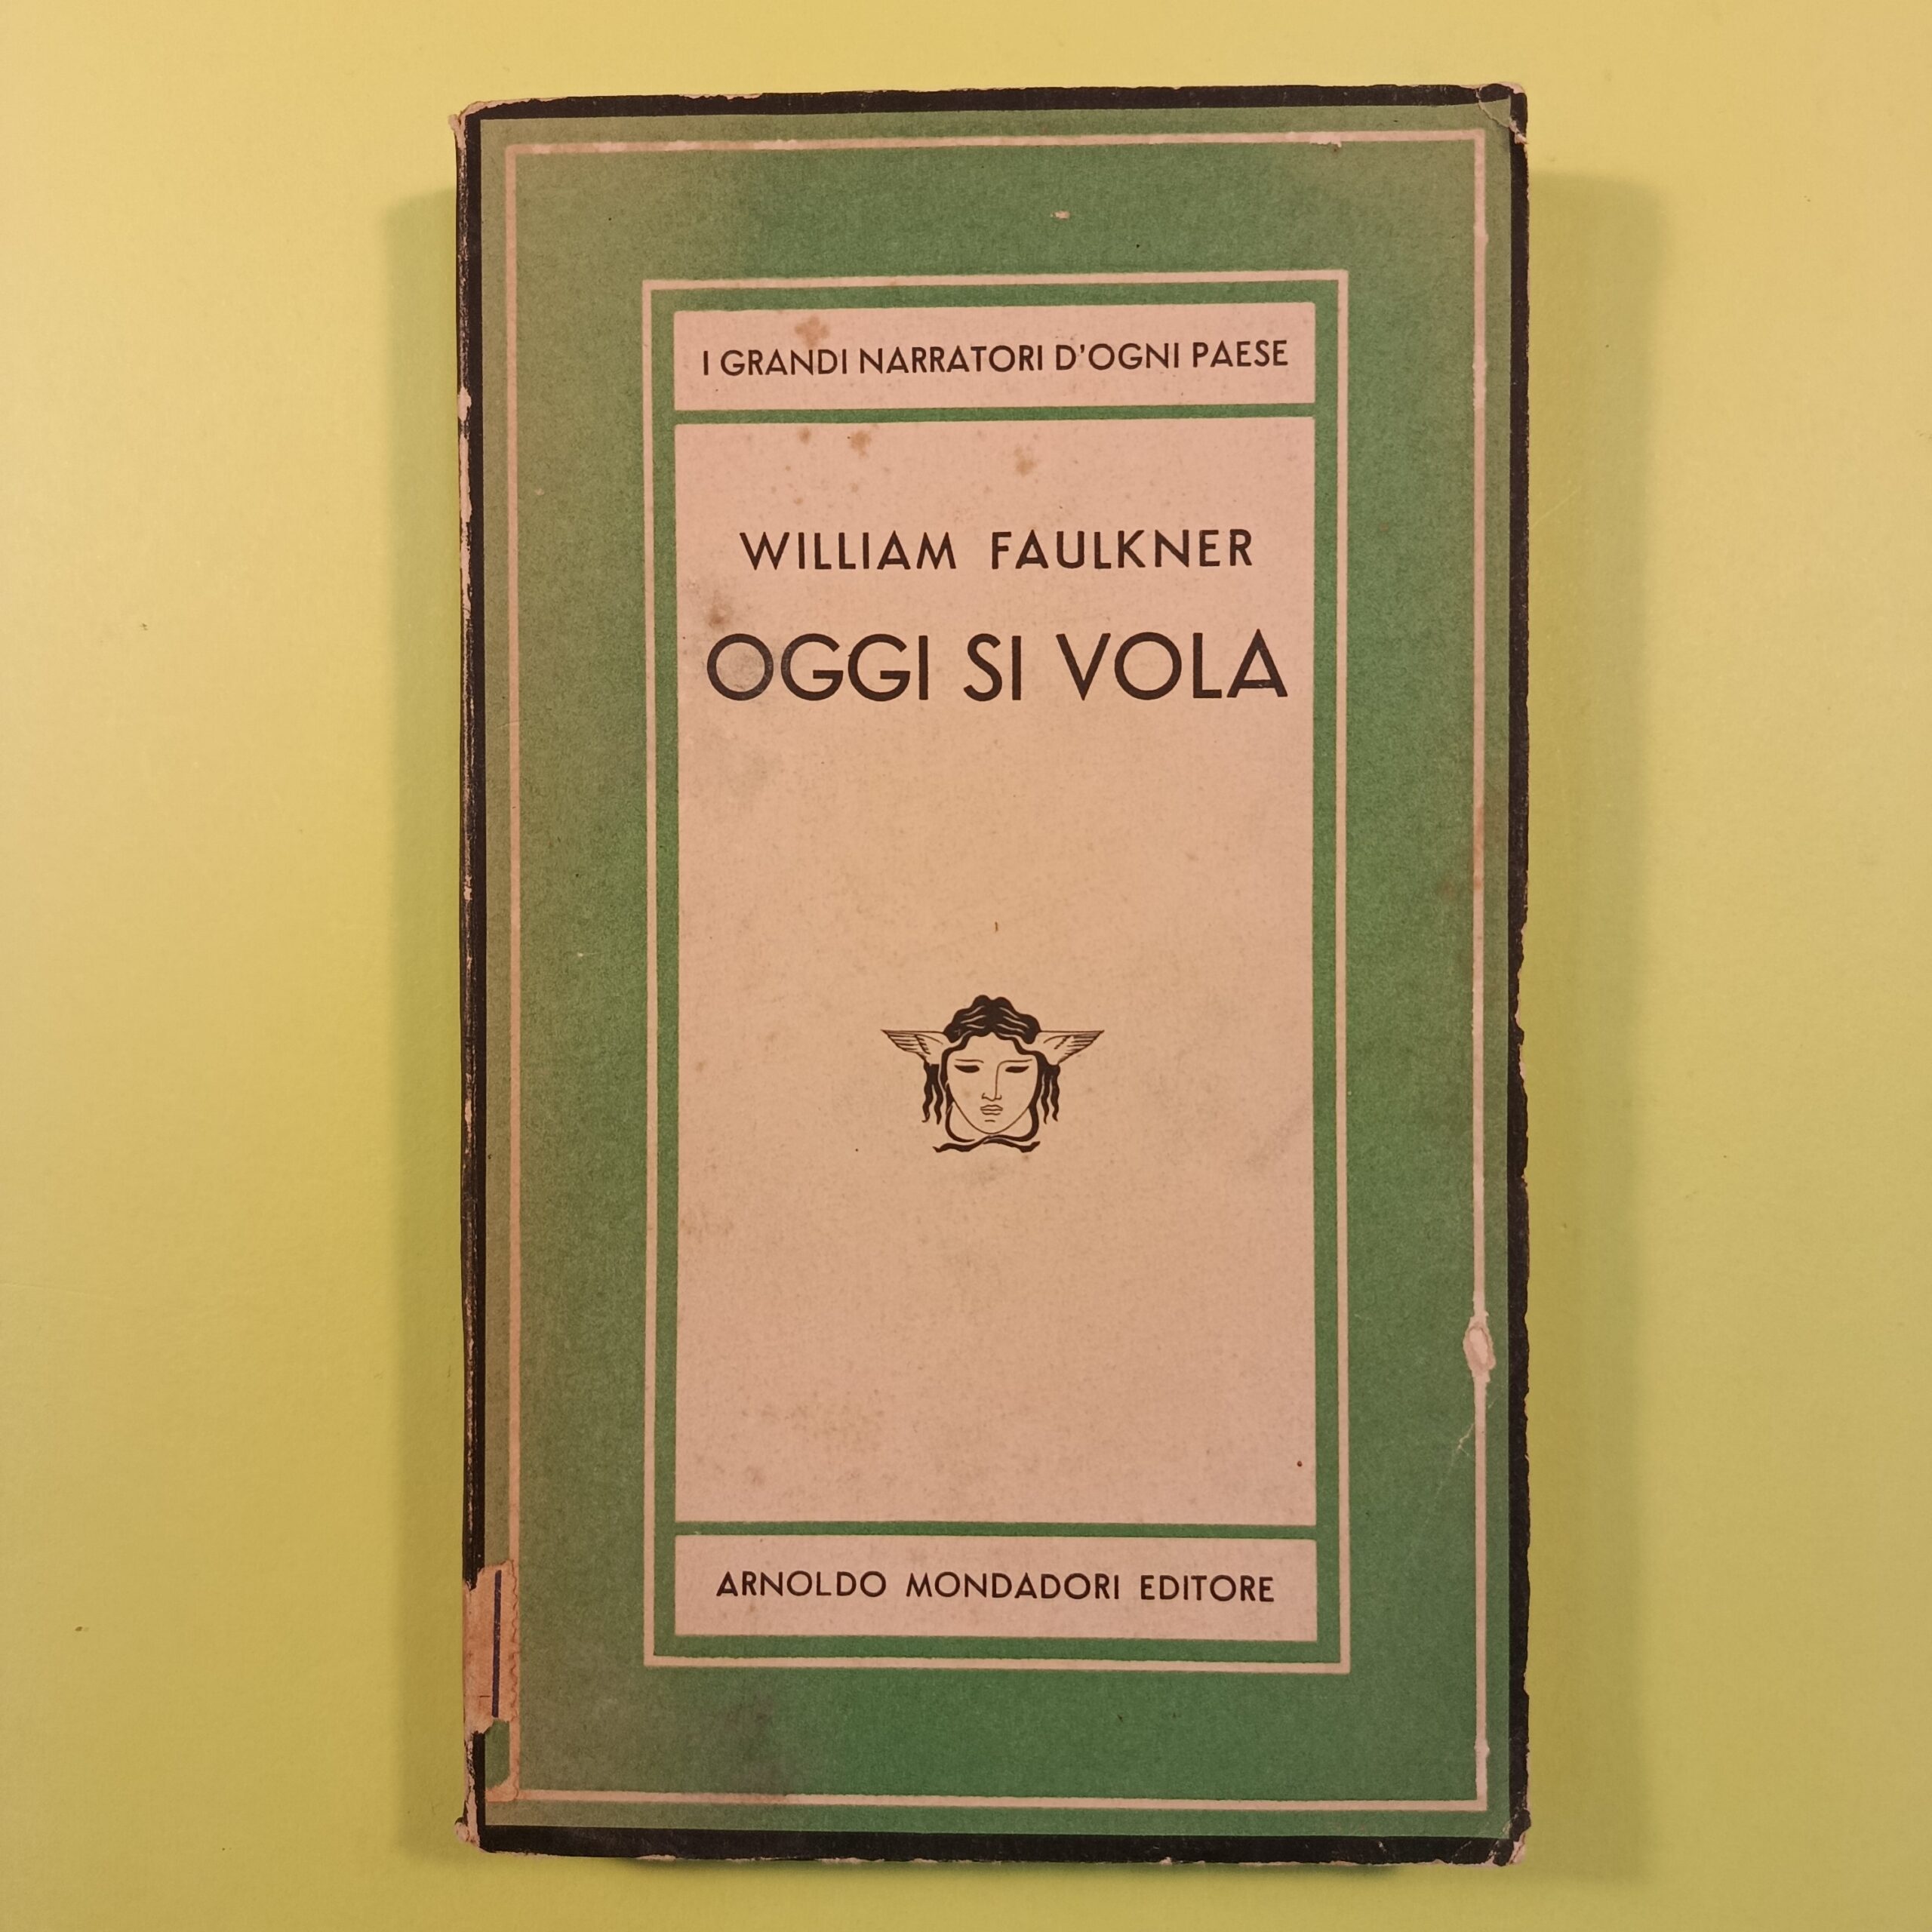 I GRANDI NARRATORI D'OGNI PAESE
WILLIAM FAULKNER
OGGI SI VOLA
ARNOLDO MONDADORI EDITORE